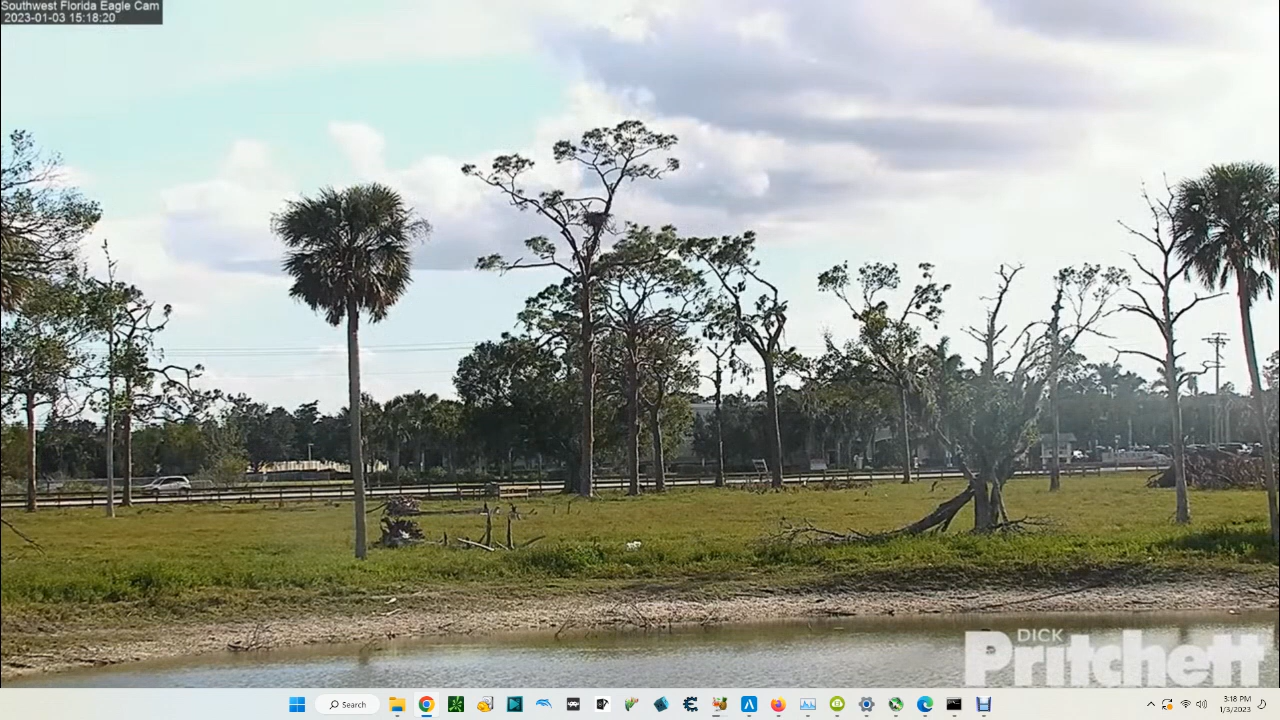 Southwest Florida Eagle Cam
2023-01-03 15:18:20
DICK
Pritchett
Search
3:18 PM
1/3/2023